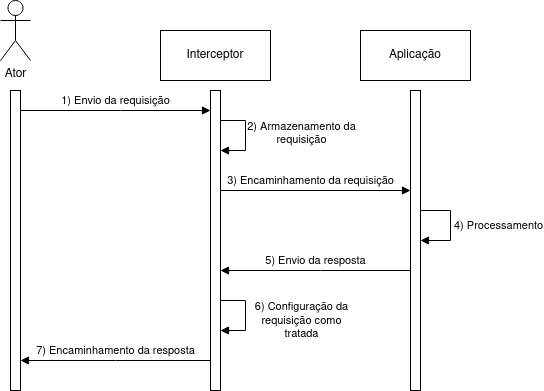 Ator
Interceptor
Aplicação
1) Envio da requisição
2) Armazenamento da
requisição
3) Encaminhamento da requisição
4) Processamento
5) Envio da resposta
6) Configuração da
requisição como
tratada
7) Encaminhamento da resposta